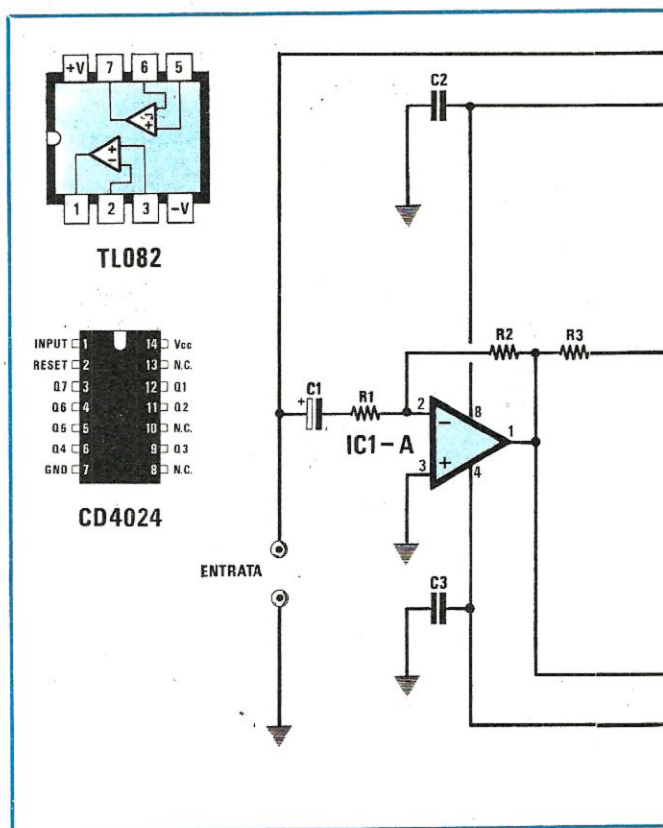 +V 7 6 5
1 2 3 -V
TL082
INPUT 1 14 Vcc
RESET 2 13 N.C.
Q7 3 12 Q1
Q6 4 11 Q2
Q5 5 10 N.C.
Q4 6 9 Q3
GND 7 8 N.C.
CD4024
C2
R2 R3
C1 R1
+
2 8
IC1-A
1
3 4
ENTRATA
C3